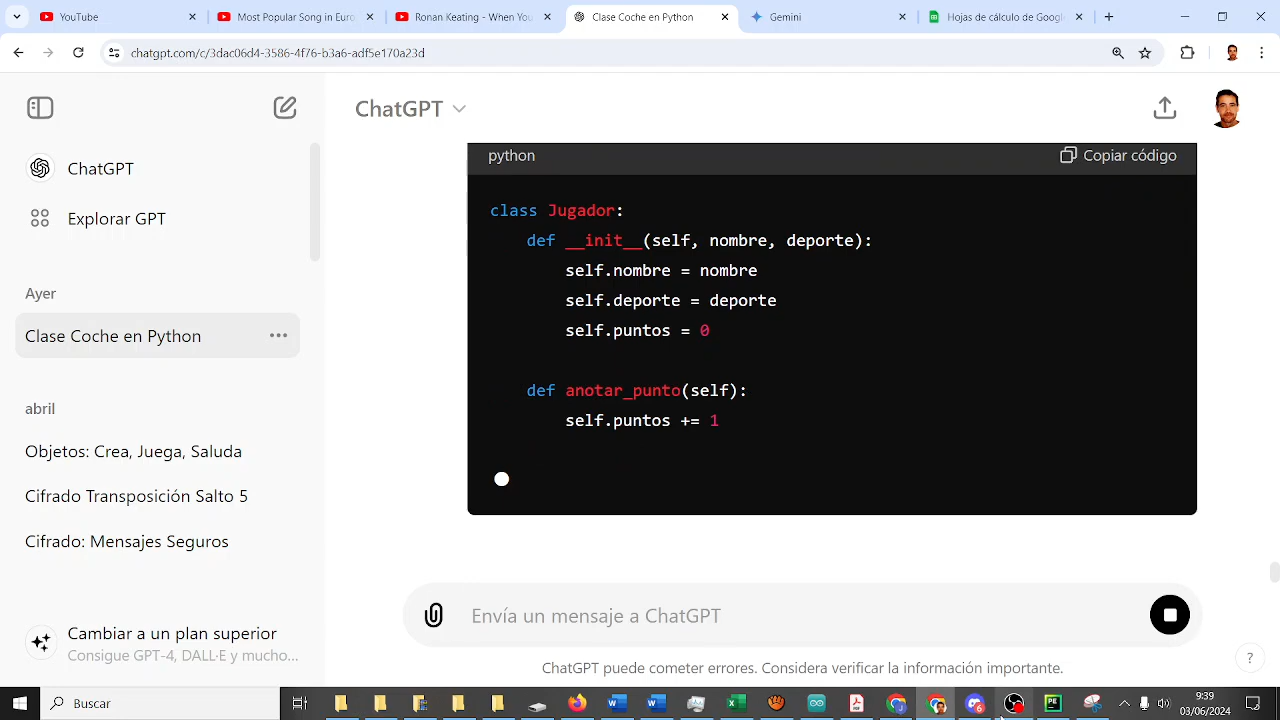 YouTube
Most Popular Song in Euro
Ronan Keating - When You
Clase Coche en Python
Gemini
Hojas de cálculo de Google
chatgpt.com/c/3dac06d4-3586-4f76-b3a6-adf5e170a23d
ChatGPT
ChatGPT
Explorar GPT
Ayer
Clase Coche en Python
abril
Objetos: Crea, Juega, Saluda
Cifrado Transposición Salto 5
Cifrado: Mensajes Seguros
Cambiar a un plan superior
Consigue GPT-4, DALL·E y mucho...
python
Copiar código
class Jugador:
def __init__(self, nombre, deporte):
self.nombre = nombre
self.deporte = deporte
self.puntos = 0
def anotar_punto(self):
self.puntos += 1
Envía un mensaje a ChatGPT
ChatGPT puede cometer errores. Considera verificar la información importante.
?
Buscar
9:39
03/06/2024